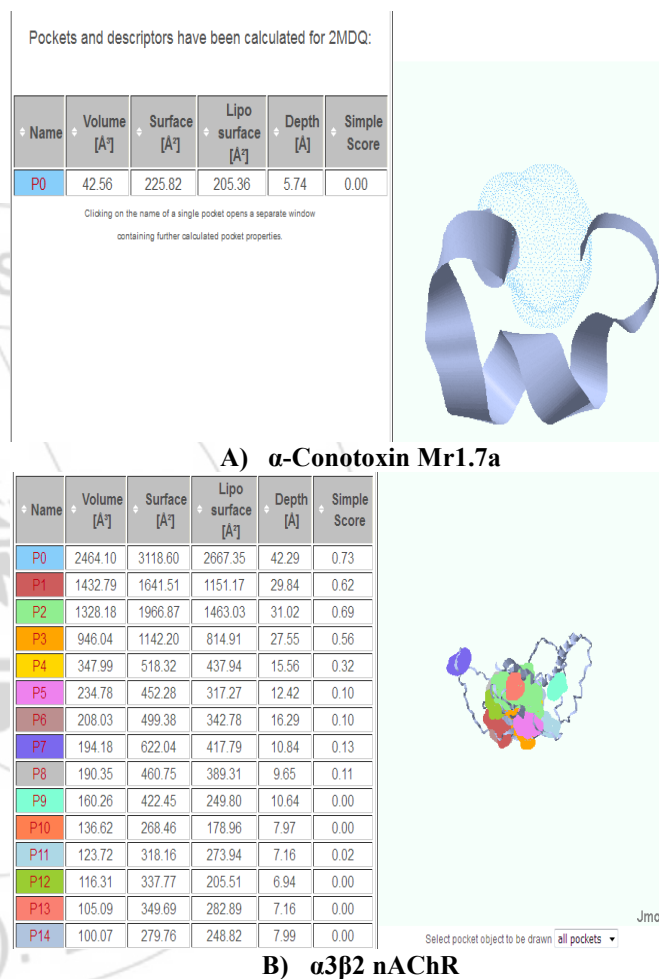 Pockets and descriptors have been calculated for 2MDQ:
Name Volume [Å³] Surface [Å²] Lipo surface [Å²] Depth [Å] Simple Score
P0 42.56 225.82 205.36 5.74 0.00
Clicking on the name of a single pocket opens a separate window
containing further calculated pocket properties.
A) α-Conotoxin Mr1.7a
Name Volume [Å³] Surface [Å²] Lipo surface [Å²] Depth [Å] Simple Score
P0 2464.10 3118.60 2667.35 42.29 0.73
P1 1432.79 1641.51 1151.17 29.84 0.62
P2 1328.18 1966.87 1463.03 31.02 0.69
P3 946.04 1142.20 814.91 27.55 0.56
P4 347.99 518.32 437.94 15.56 0.32
P5 234.78 452.28 317.27 12.42 0.10
P6 208.03 499.38 342.78 16.29 0.10
P7 194.18 622.04 417.79 10.84 0.13
P8 190.35 460.75 389.31 9.65 0.11
P9 160.26 422.45 249.80 10.64 0.00
P10 136.62 268.46 178.96 7.97 0.00
P11 123.72 318.16 273.94 7.16 0.02
P12 116.31 337.77 205.51 6.94 0.00
P13 105.09 349.69 282.89 7.16 0.00
P14 100.07 279.76 248.82 7.99 0.00
Jmo
Select pocket object to be drawn all pockets
B) α3β2 nAChR